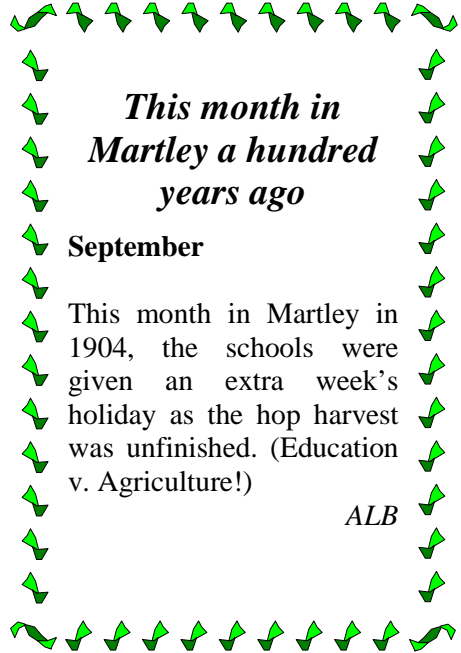 This month in
Martley a hundred
years ago
September
This month in Martley in
1904, the schools were
given an extra week’s
holiday as the hop harvest
was unfinished. (Education
v. Agriculture!)
ALB